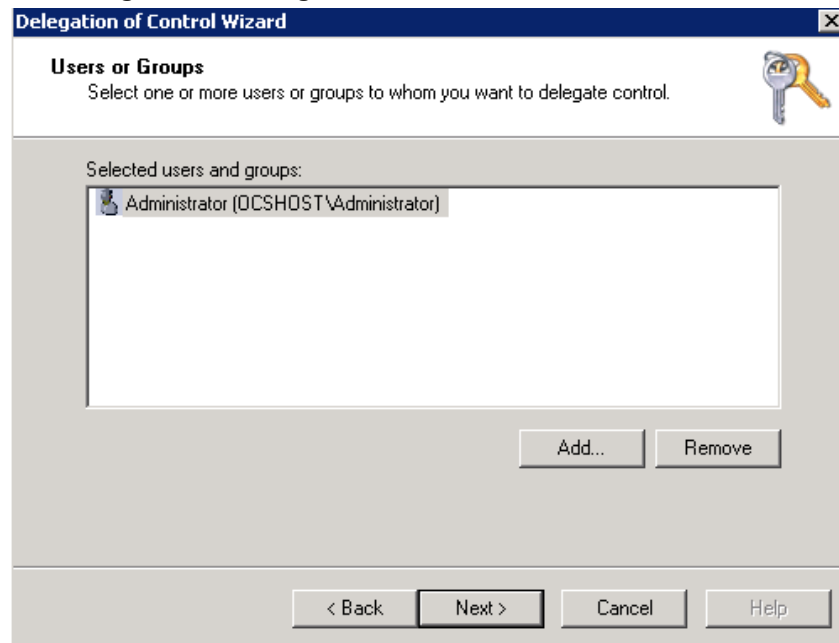 Delegation of Control Wizard
Users or Groups
Select one or more users or groups to whom you want to delegate control.
Selected users and groups:
Administrator (OCSHOST\Administrator)
Add... Remove
< Back Next > Cancel Help